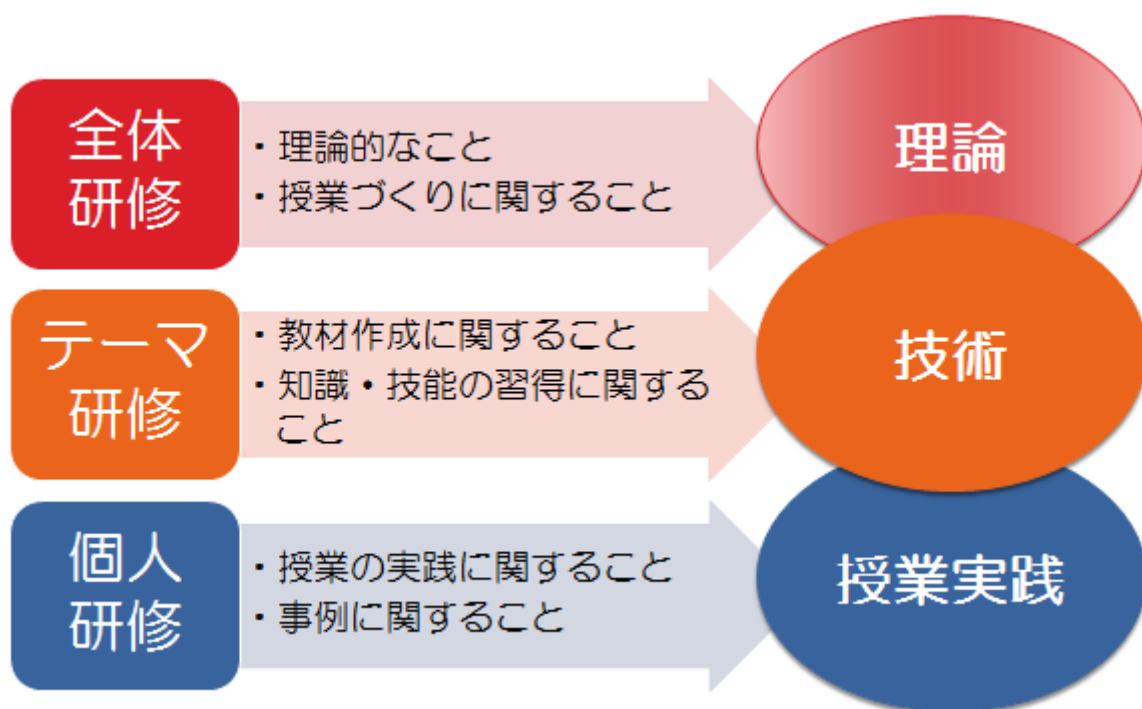 全体
研修
・理論的なこと
・授業づくりに関すること
理論
テーマ
研修
・教材作成に関すること
・知識・技能の習得に関する
こと
技術
個人
研修
・授業の実践に関すること
・事例に関すること
授業実践